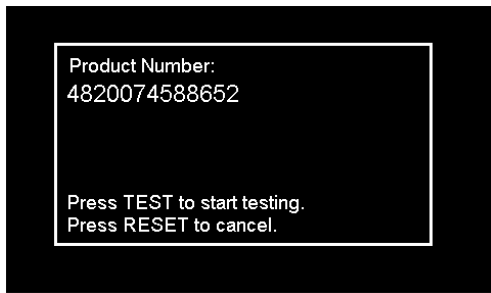 Product Number:
4820074588652
Press TEST to start testing.
Press RESET to cancel.